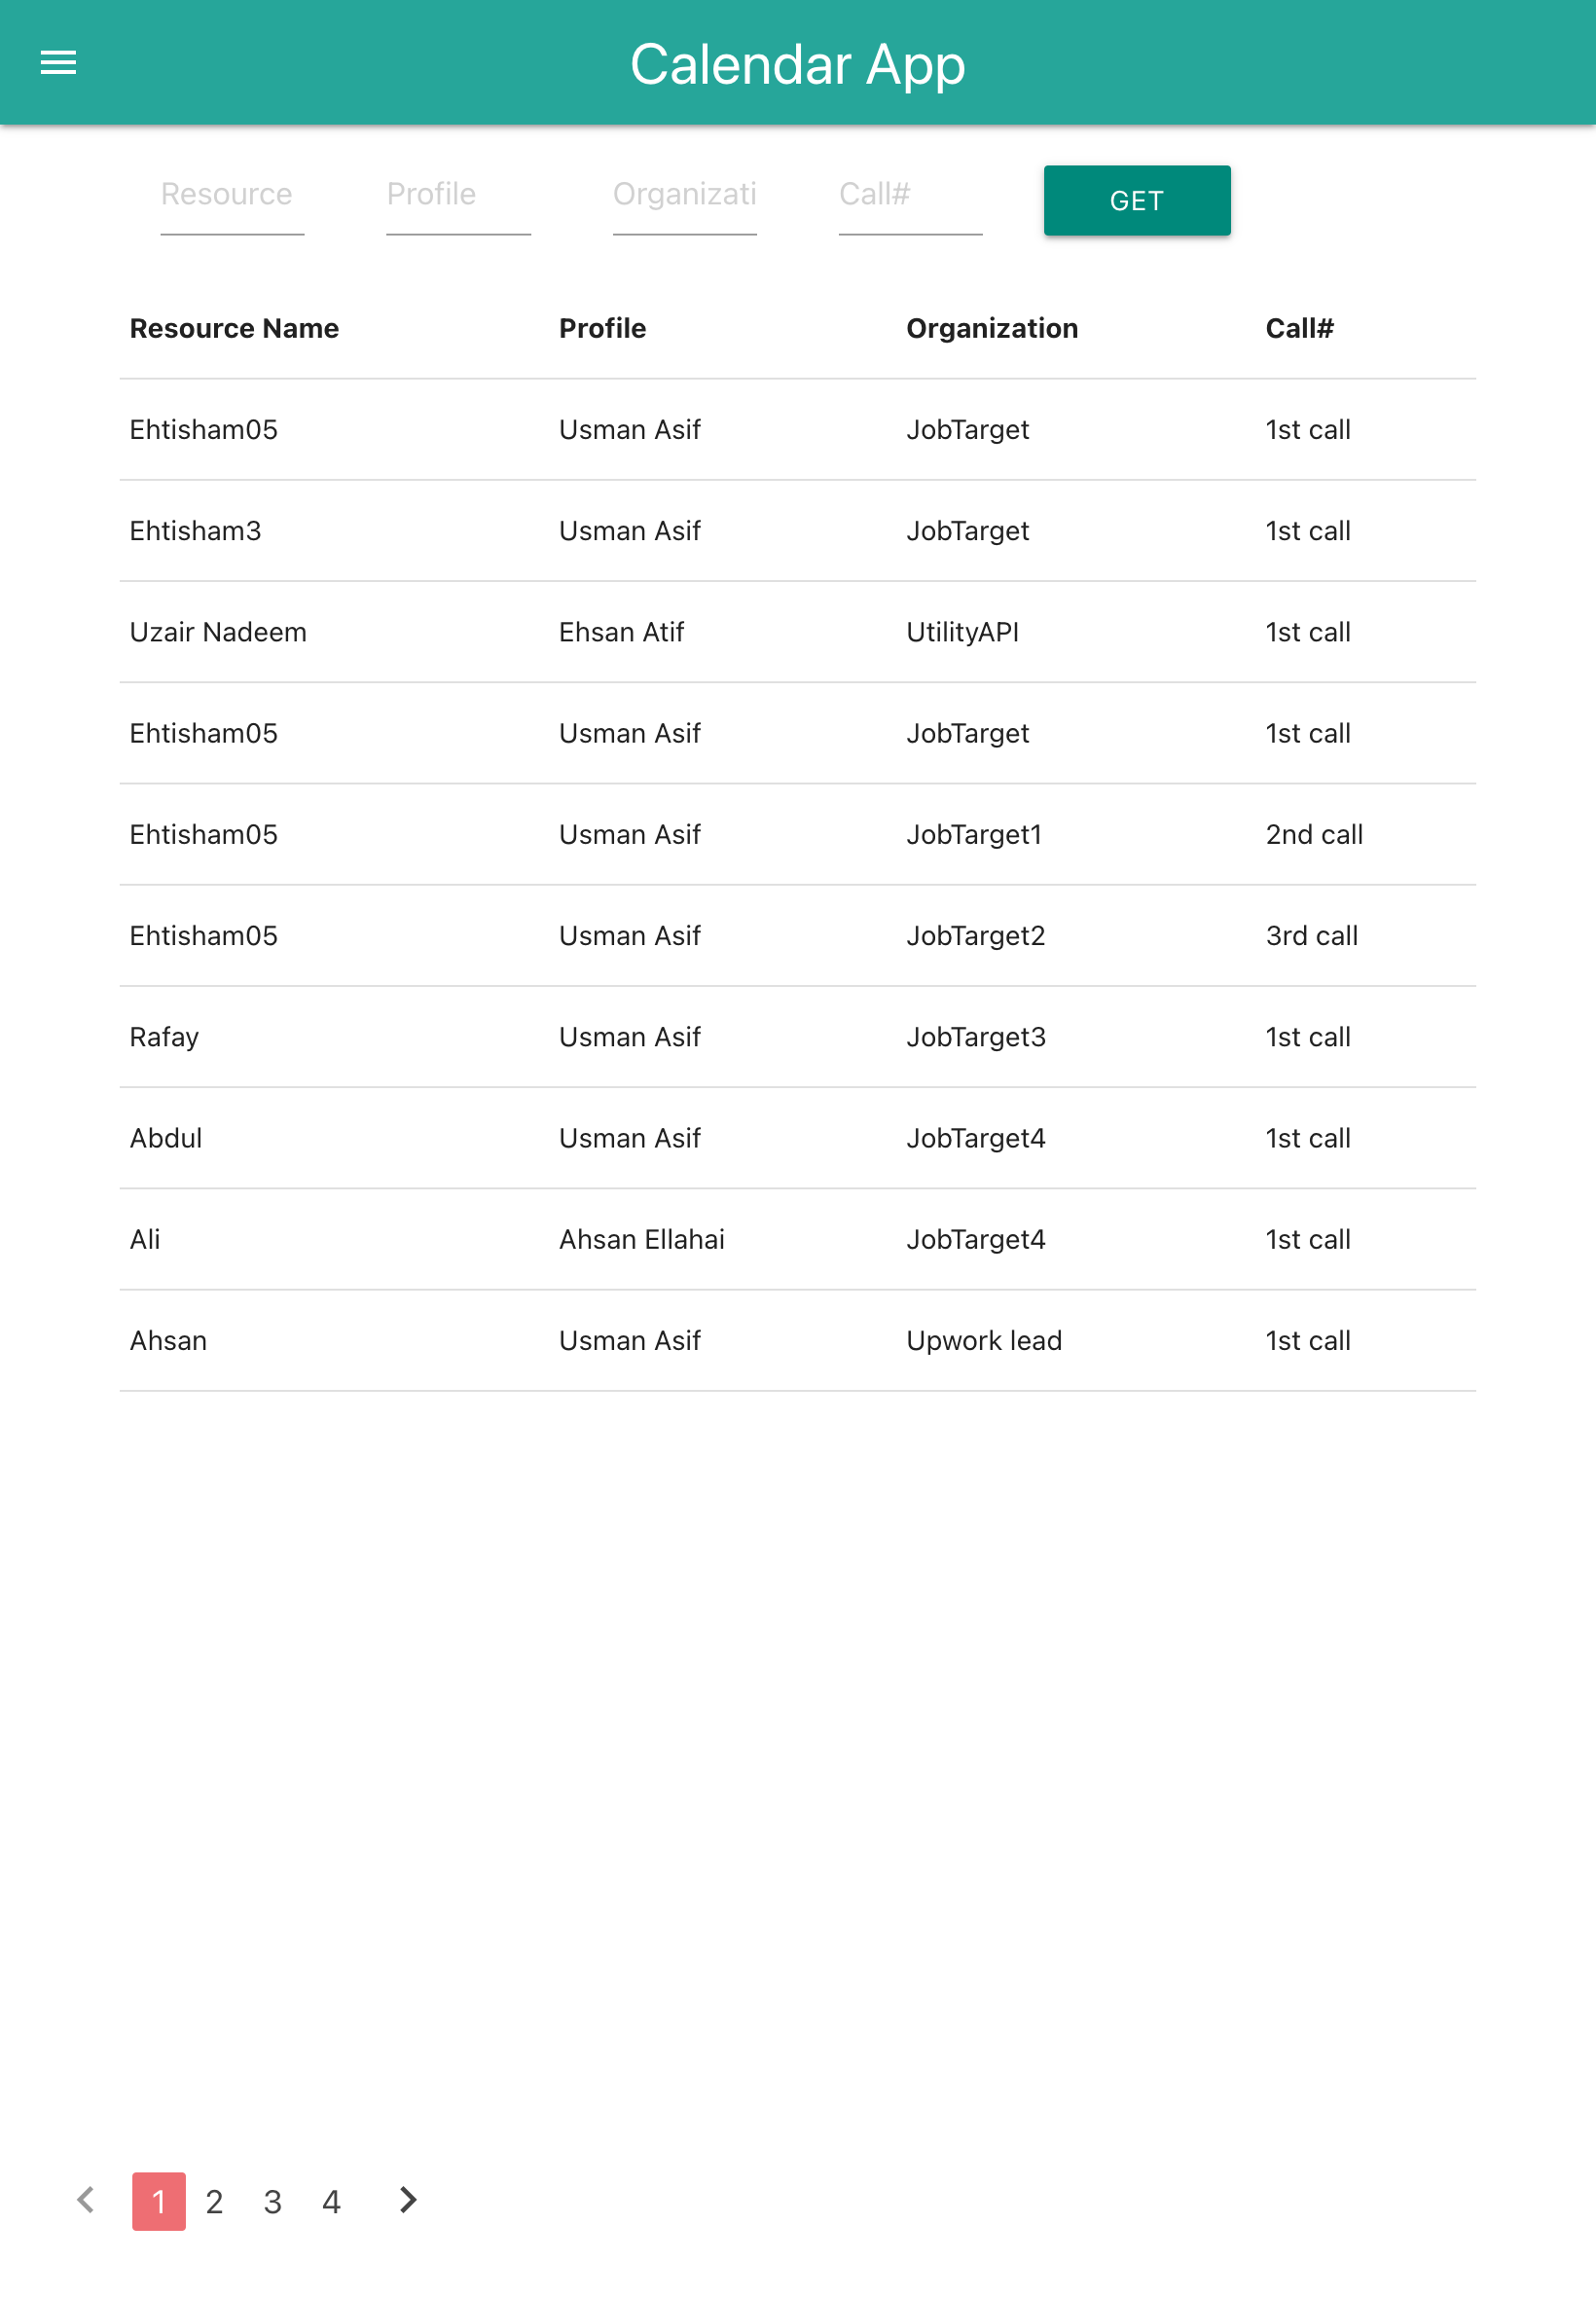 Calendar App
Resource Profile Organizati Call# GET
Resource Name Profile Organization Call#
Ehtisham05 Usman Asif JobTarget 1st call
Ehtisham3 Usman Asif JobTarget 1st call
Uzair Nadeem Ehsan Atif UtilityAPI 1st call
Ehtisham05 Usman Asif JobTarget 1st call
Ehtisham05 Usman Asif JobTarget1 2nd call
Ehtisham05 Usman Asif JobTarget2 3rd call
Rafay Usman Asif JobTarget3 1st call
Abdul Usman Asif JobTarget4 1st call
Ali Ahsan Ellahai JobTarget4 1st call
Ahsan Usman Asif Upwork lead 1st call
1 2 3 4